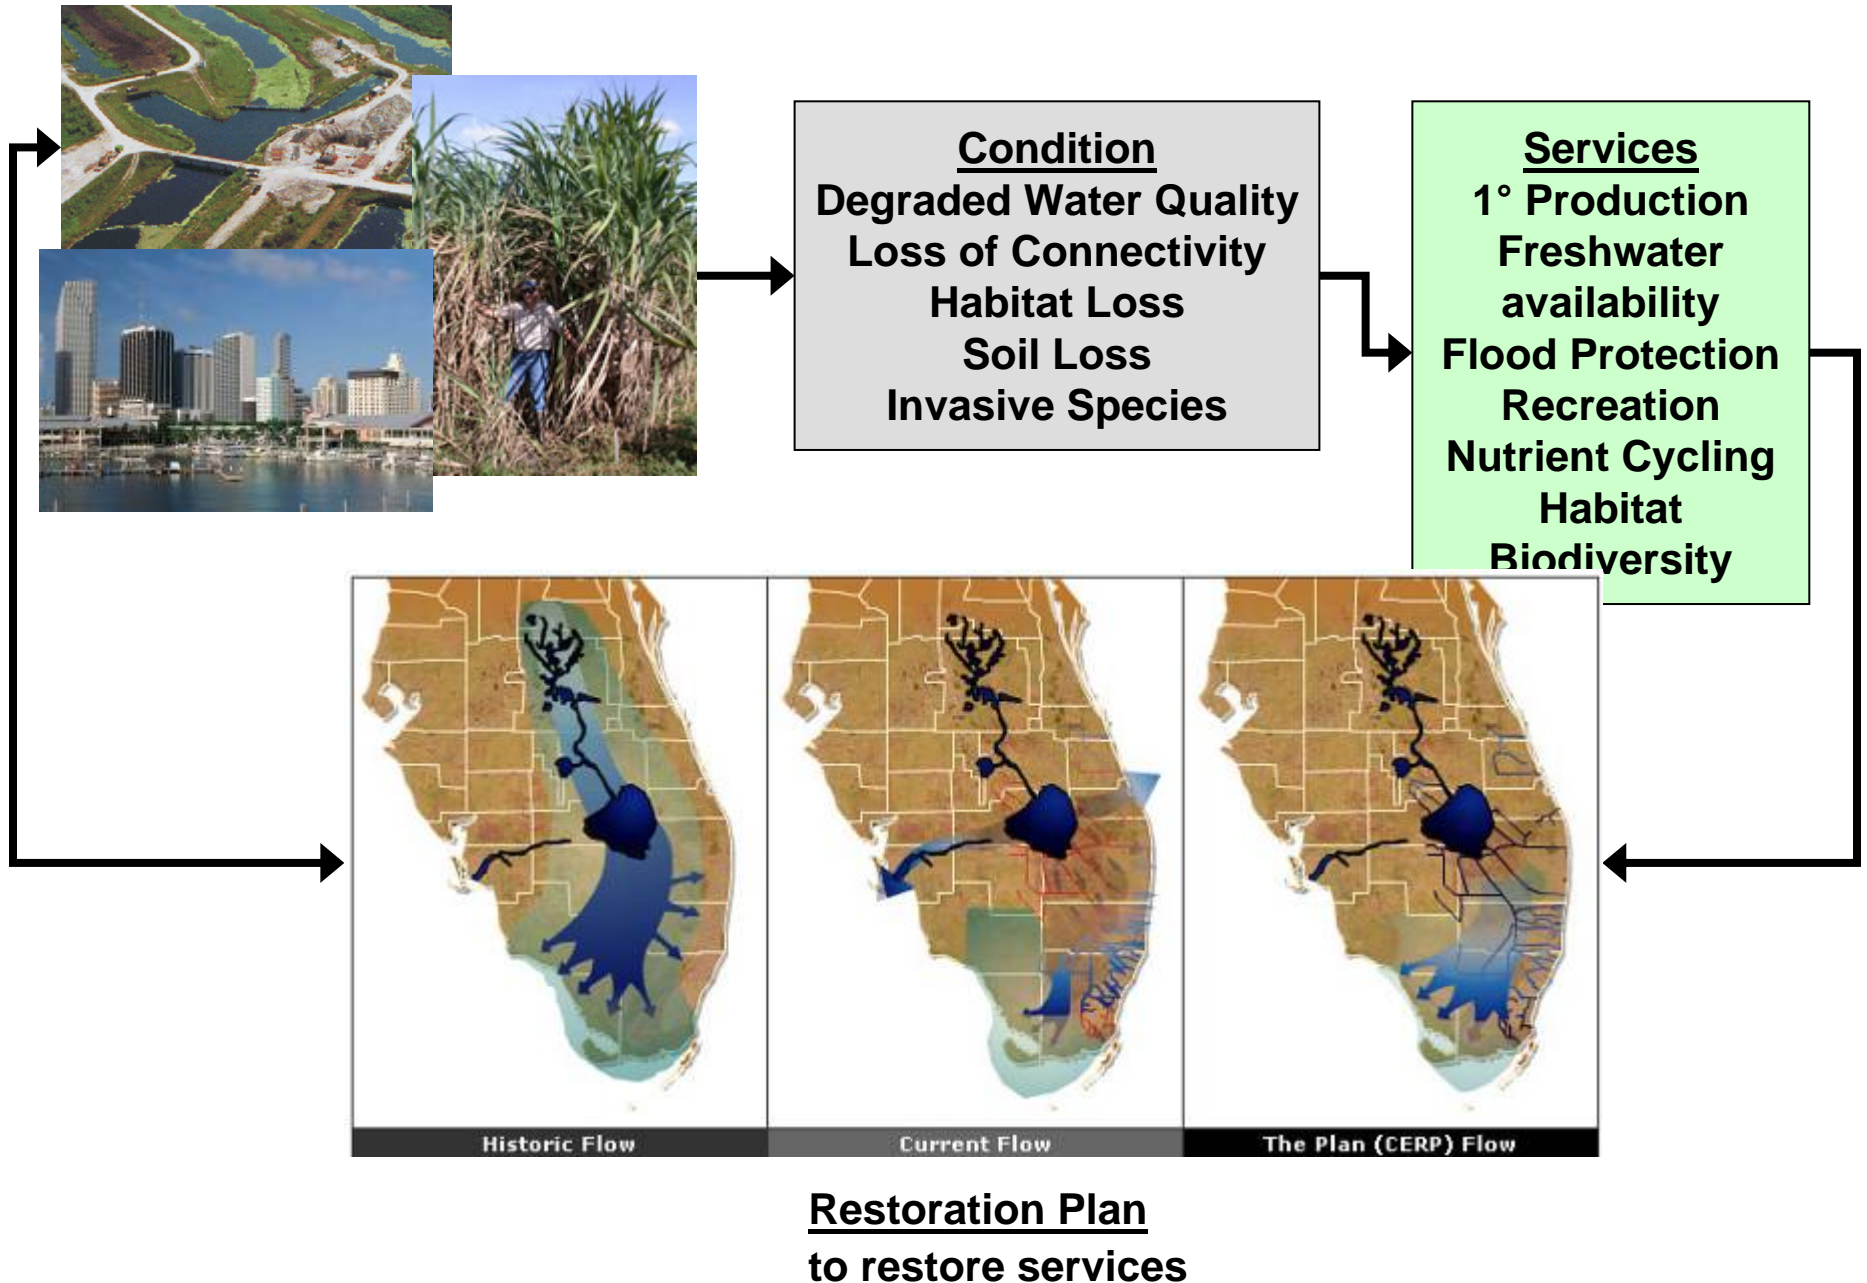 Condition
Degraded Water Quality
Loss of Connectivity
Habitat Loss
Soil Loss
Invasive Species
Services
1° Production
Freshwater
availability
Flood Protection
Recreation
Nutrient Cycling
Habitat
Biodiversity
Historic Flow
Current Flow
The Plan (CERP) Flow
Restoration Plan
to restore services